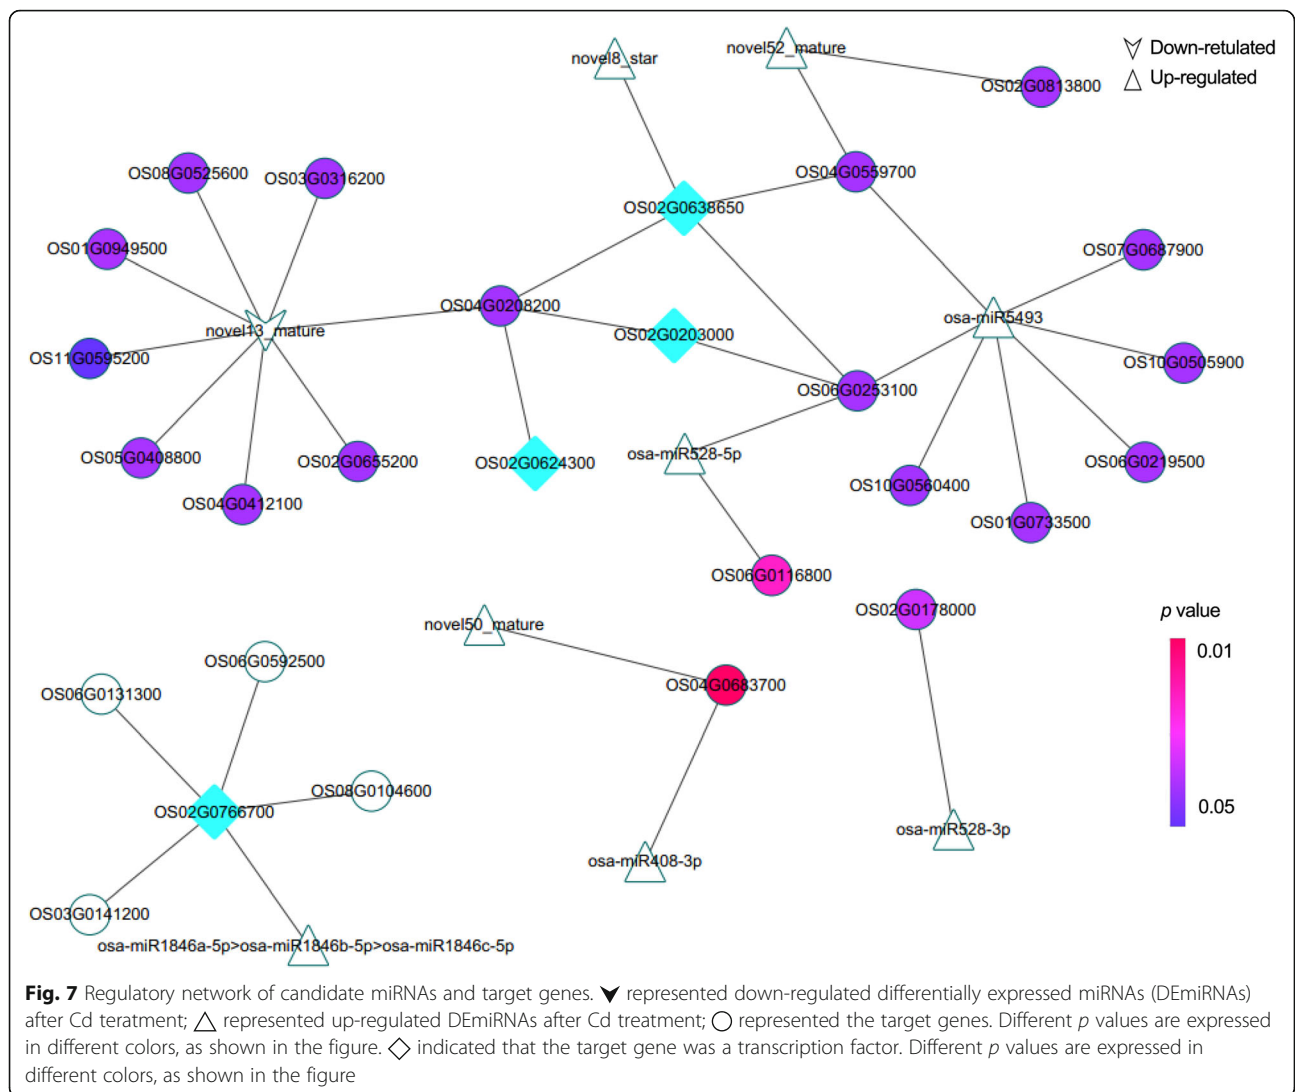 novel8_star
novel52_mature
Down-retulated
Up-regulated
OS02G0813800
OS08G0525600
OS03G0316200
OS04G0559700
OS02G0638650
OS01G0949500
OS07G0687900
OS04G0208200
osa-miR5493
novel13_mature
OS02G0203000
OS11G0595200
OS10G0505900
OS06G0253100
OS05G0408800
OS02G0655200
OS02G0624300
osa-miR528-5p
OS06G0219500
OS10G0560400
OS04G0412100
OS01G0733500
OS06G0116800
OS02G0178000
p value
novel50_mature
0.01
OS06G0592500
OS04G0683700
OS06G0131300
OS08G0104600
OS02G0766700
0.05
osa-miR528-3p
osa-miR408-3p
OS03G0141200
osa-miR1846a-5p>osa-miR1846b-5p>osa-miR1846c-5p
Fig. 7 Regulatory network of candidate miRNAs and target genes. ⮟ represented down-regulated differentially expressed miRNAs (DEmiRNAs)
after Cd teratment; △ represented up-regulated DEmiRNAs after Cd treatment; ○ represented the target genes. Different p values are expressed
in different colors, as shown in the figure. ◇ indicated that the target gene was a transcription factor. Different p values are expressed in
different colors, as shown in the figure